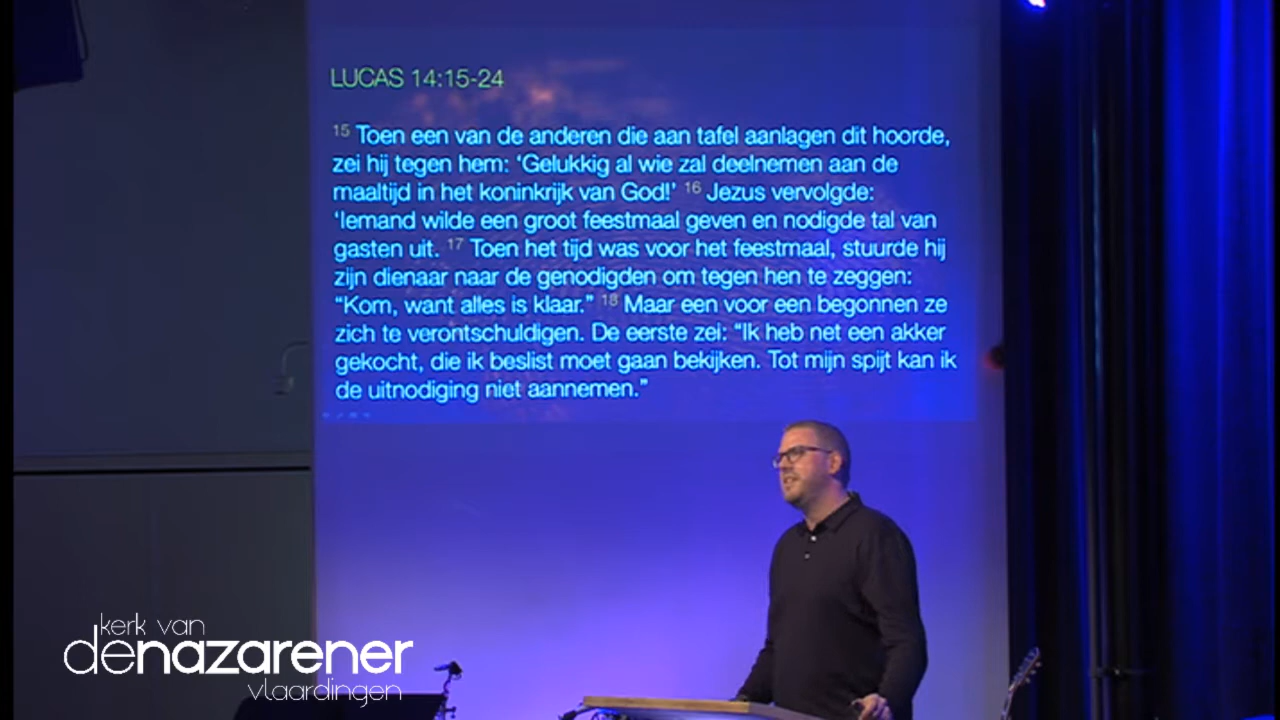 LUCAS 14:15-24
15 Toen een van de anderen die aan tafel aanlagen dit hoorde,
zei hij tegen hem: ‘Gelukkig al wie zal deelnemen aan de
maaltijd in het koninkrijk van God!’ 16 Jezus vervolgde:
‘Iemand wilde een groot feestmaal geven en nodigde tal van
gasten uit. 17 Toen het tijd was voor het feestmaal, stuurde hij
zijn dienaar naar de genodigden om tegen hen te zeggen:
“Kom, want alles is klaar.” 18 Maar een voor een begonnen ze
zich te verontschuldigen. De eerste zei: “Ik heb net een akker
gekocht, die ik beslist moet gaan bekijken. Tot mijn spijt kan ik
de uitnodiging niet aannemen.”
kerk van
denazarener
vlaardingen